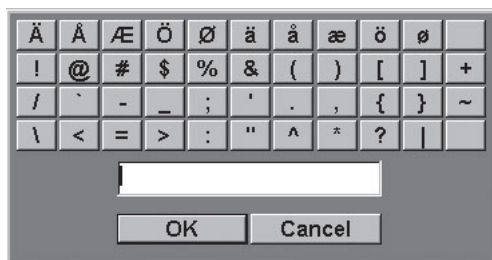 Ä Å Æ Ö Ø ä å æ ö ø
! @ # $ % & ( ) [ ] +
/ ` - _ ; ' . , { } ~
\ < = > : " ^ * ? |
OK Cancel